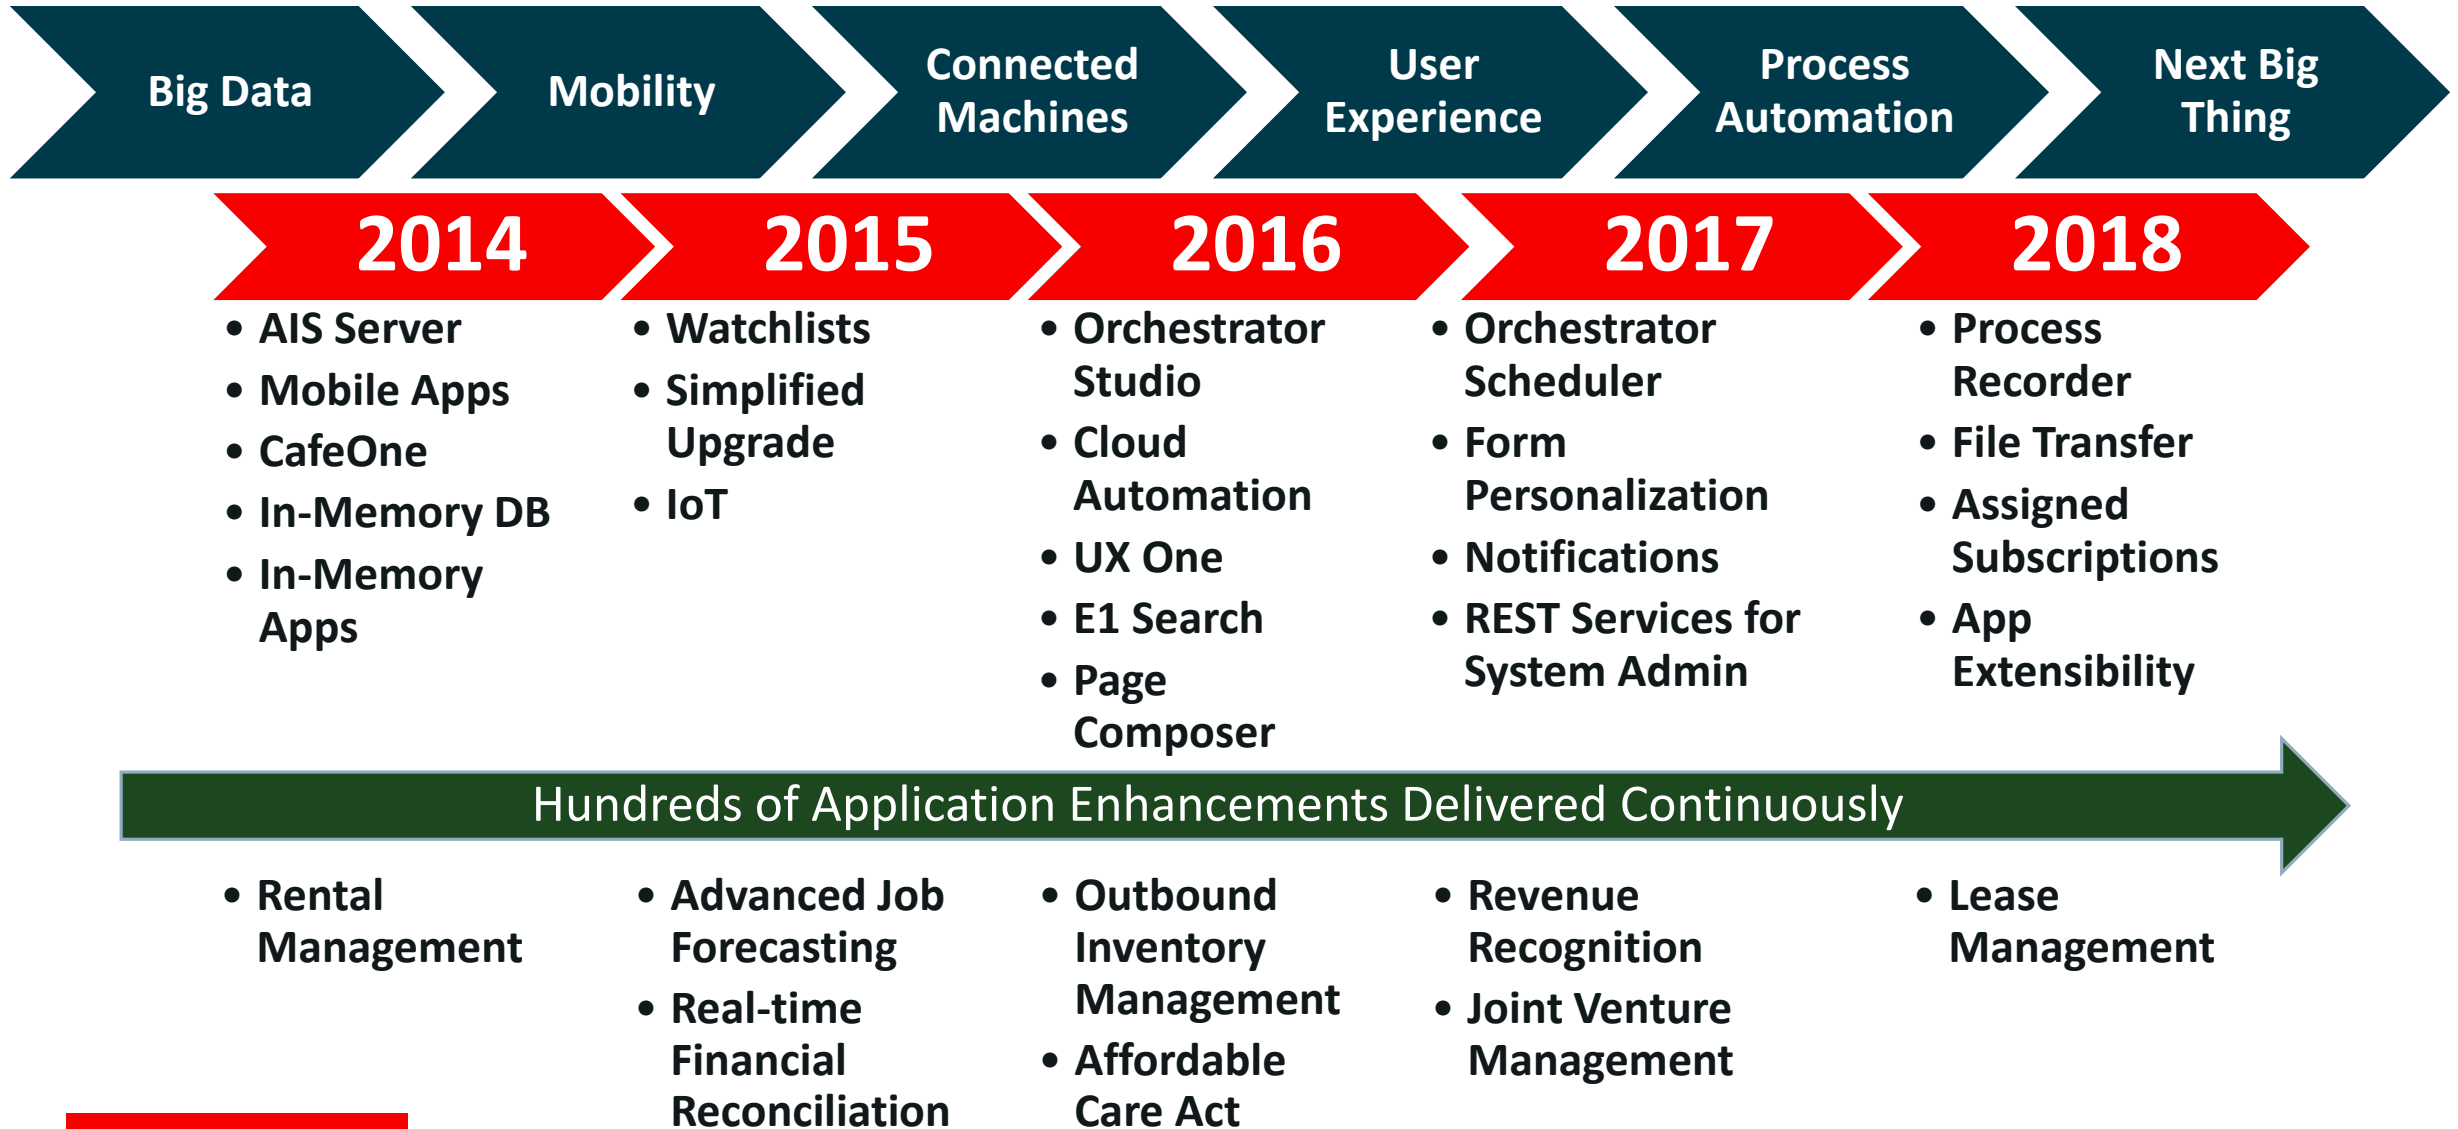 Big Data
Mobility
Connected
Machines
User
Experience
Process
Automation
Next Big
Thing
2014
2015
2016
2017
2018
• AIS Server
• Mobile Apps
• CafeOne
• In-Memory DB
• In-Memory
Apps
• Watchlists
• Simplified
Upgrade
• IoT
• Orchestrator
Studio
• Cloud
Automation
• UX One
• E1 Search
• Page
Composer
• Orchestrator
Scheduler
• Form
Personalization
• Notifications
• REST Services for
System Admin
• Process
Recorder
• File Transfer
• Assigned
Subscriptions
• App
Extensibility
Hundreds of Application Enhancements Delivered Continuously
• Rental
Management
• Advanced Job
Forecasting
• Real-time
Financial
Reconciliation
• Outbound
Inventory
Management
• Affordable
Care Act
• Revenue
Recognition
• Joint Venture
Management
• Lease
Management